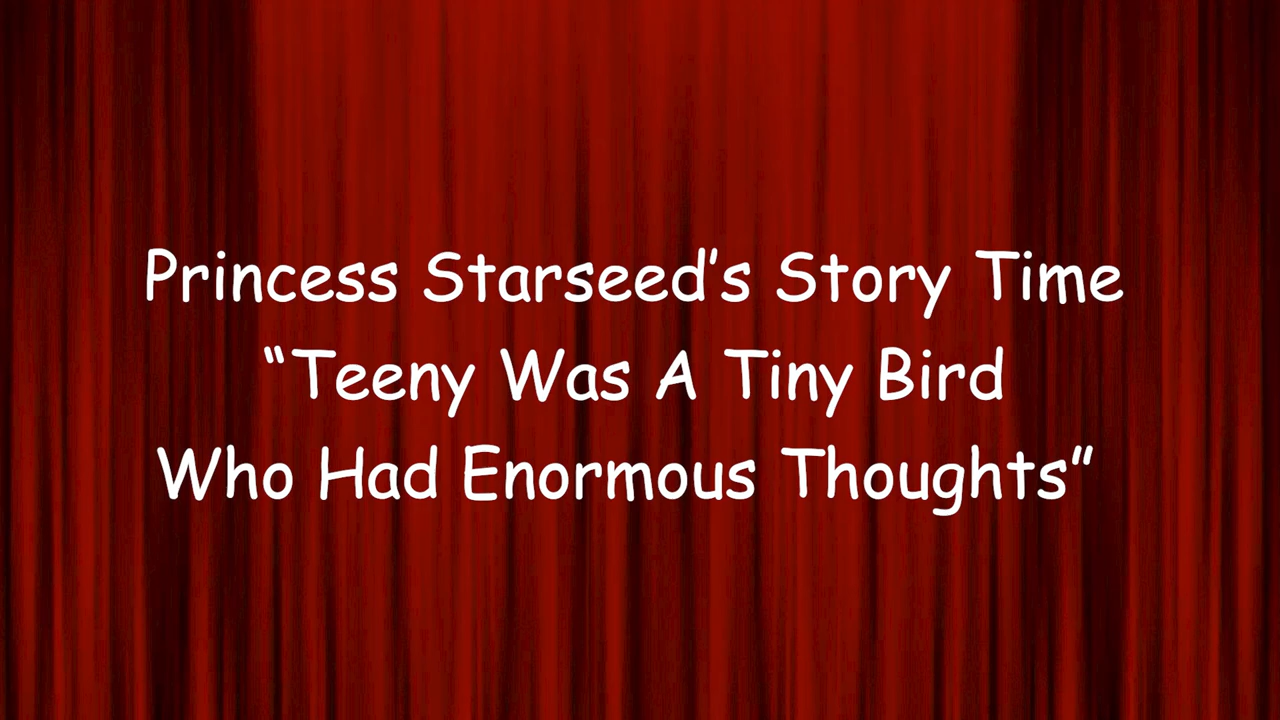 Princess Starseed’s Story Time
“Teeny Was A Tiny Bird
Who Had Enormous Thoughts”